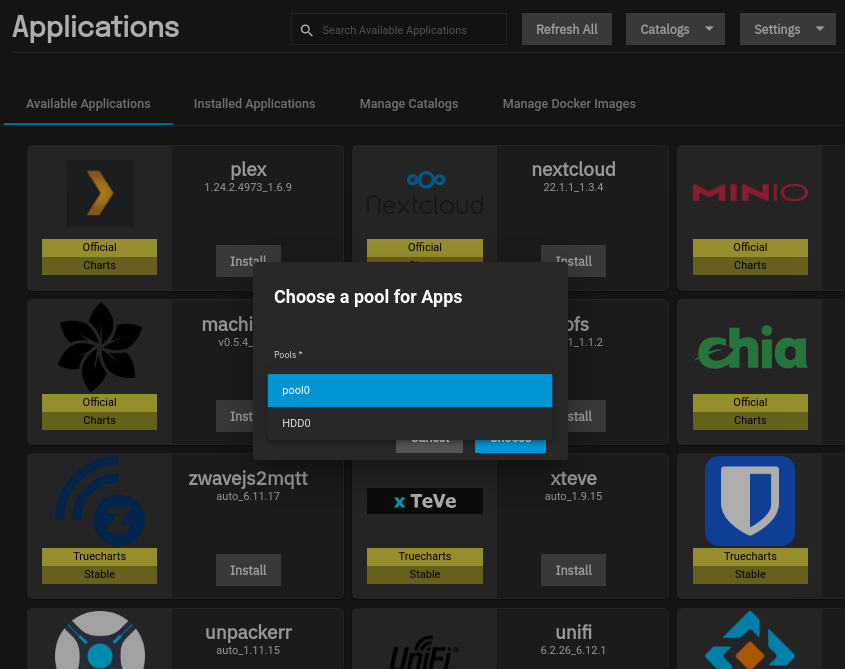 Applications
Search Available Applications
Refresh All
Catalogs
Settings
Available Applications
Installed Applications
Manage Catalogs
Manage Docker Images
plex
1.24.2.4973_1.6.9
Official
Charts
Install
Nextcloud
nextcloud
22.1.1_1.3.4
Official
Install
MINIO
Official
Charts
Choose a pool for Apps
Pools *
pool0
HDD0
machi
v0.5.4_
Official
Charts
Inst
1_1.1.2
stall
chia
Official
Charts
zwavejs2mqtt
auto_6.11.17
Truecharts
Stable
Install
x TeVe
xteve
auto_1.9.15
Truecharts
Stable
Install
Truecharts
Stable
unpackerr
auto_1.11.15
UniFi
unifi
6.2.26_6.12.1